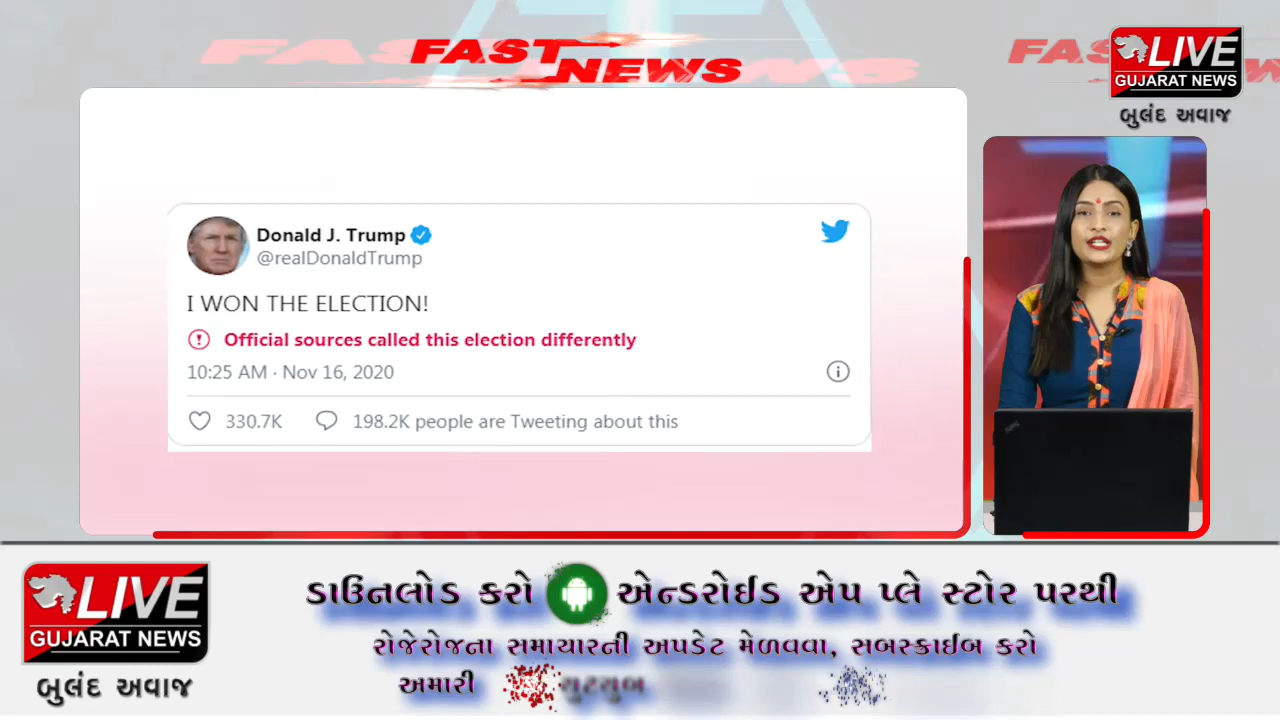 FAST
NEWS
LIVE
GUJARAT NEWS
બુલંદ અવાજ
Donald J. Trump
@realDonaldTrump
I WON THE ELECTION!
Official sources called this election differently
10:25 AM · Nov 16, 2020
330.7K 198.2K people are Tweeting about this
LIVE
GUJARAT NEWS
બુલંદ અવાજ
ડાઉનલોડ કરો એન્ડરોઈડ એપ પ્લે સ્ટોર પરથી
રોજેરોજના સમાચારની અપડેટ મેળવવા, સબસ્ક્રાઈબ કરો
અમારી